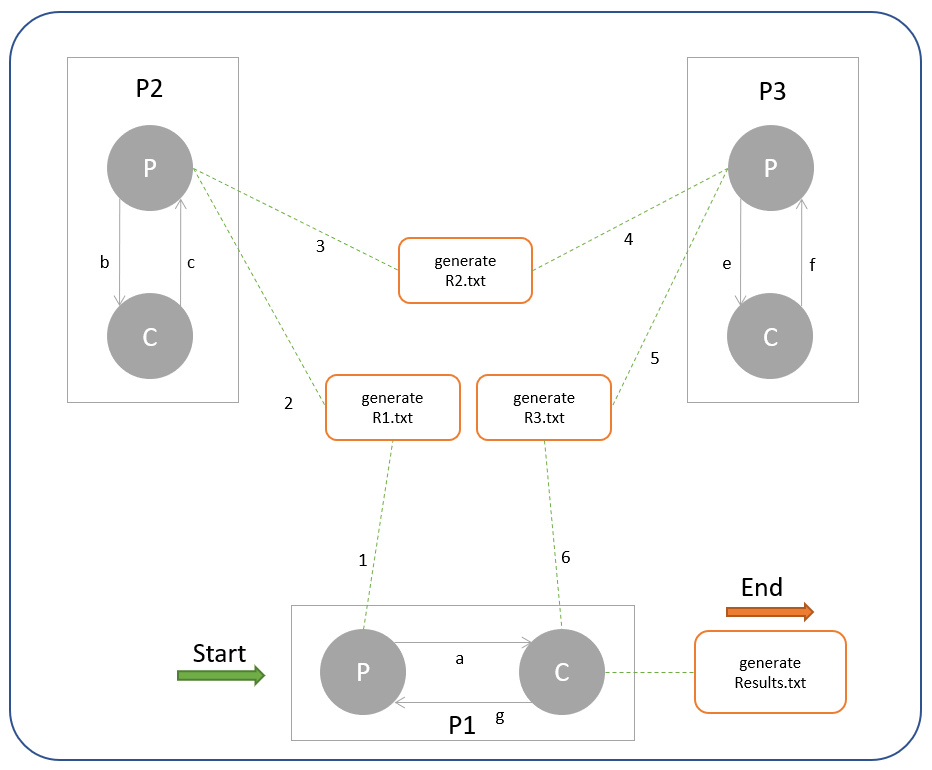 P2
P3
P
P
3
4
b
c
generate
R2.txt
e
f
C
C
5
2
generate
R1.txt
generate
R3.txt
1
6
End
Start
a
P
C
generate
Results.txt
g
P1